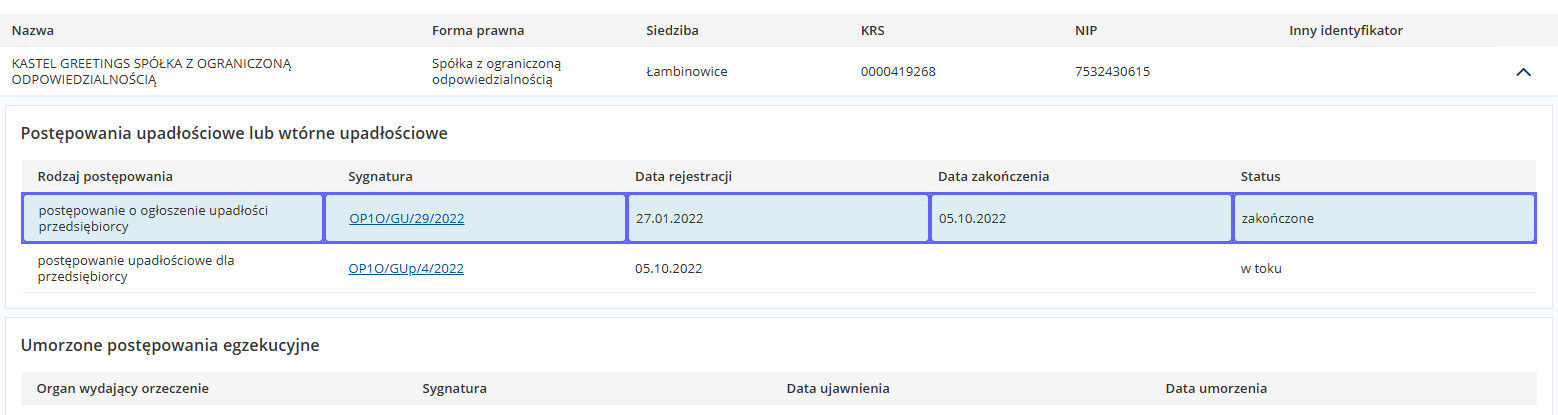 Nazwa Forma prawna Siedziba KRS NIP Inny identyfikator
KASTEL GREETINGS SPÓŁKA Z OGRANICZONĄ
ODPOWIEDZIALNOŚCIĄ
Spółka z ograniczoną
odpowiedzialnością
Łambinowice 0000419268 7532430615
Postępowania upadłościowe lub wtórne upadłościowe
Rodzaj postępowania Sygnatura Data rejestracji Data zakończenia Status
postępowanie o ogłoszenie upadłości
przedsiębiorcy
OP1O/GU/29/2022 27.01.2022 05.10.2022 zakończone
postępowanie upadłościowe dla
przedsiębiorcy
OP1O/GUp/4/2022 05.10.2022 w toku
Umorzone postępowania egzekucyjne
Organ wydający orzeczenie Sygnatura Data ujawnienia Data umorzenia